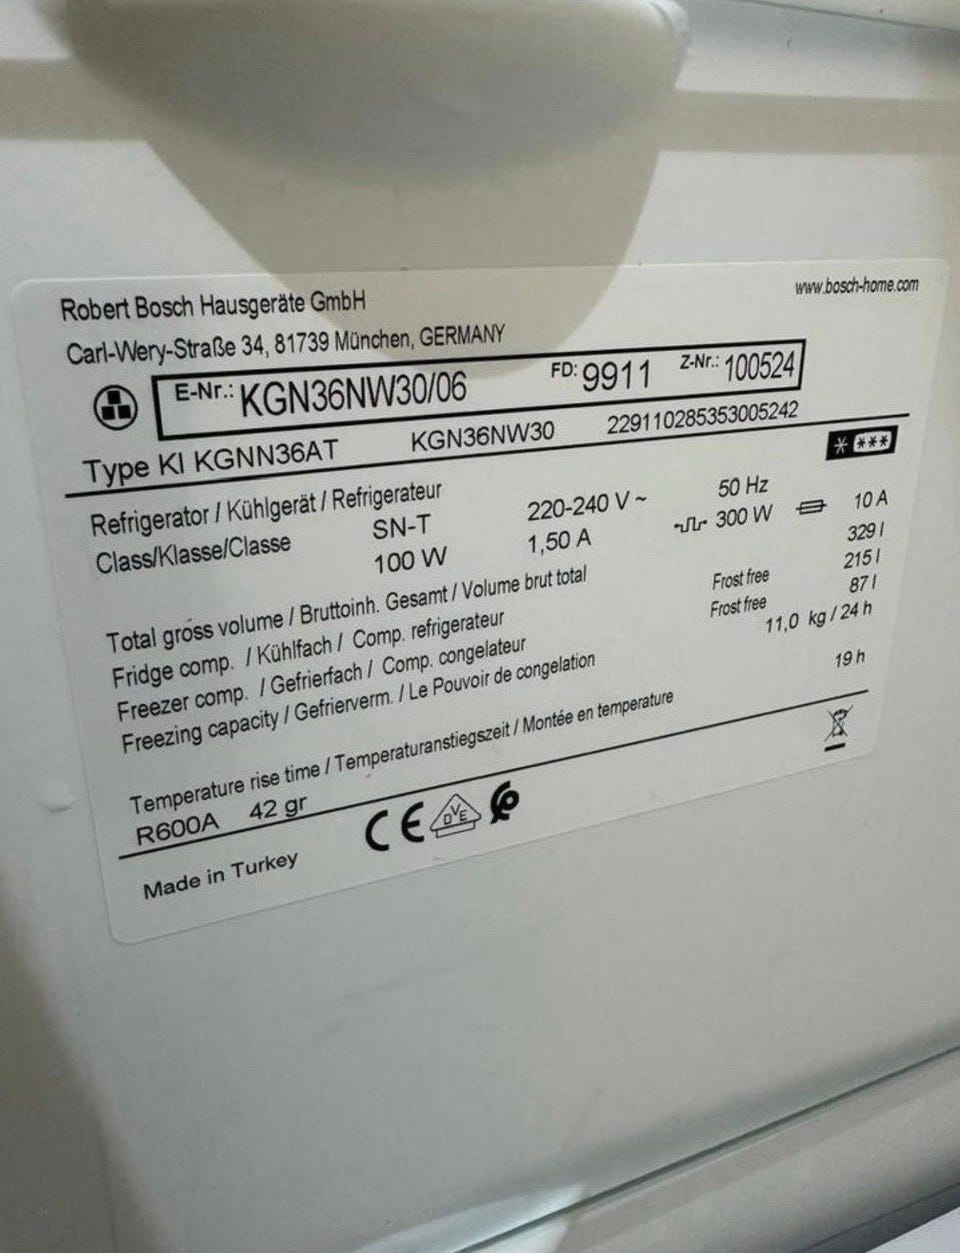 Robert Bosch Hausgeräte GmbH www.bosch-home.com
Carl-Wery-Straße 34, 81739 München, GERMANY
E-Nr.: KGN36NW30/06 FD: 9911 Z-Nr.: 100524
Type KI KGNN36AT KGN36NW30 229110285353005242
* ***
Refrigerator / Kühlgerät / Refrigerateur
Class/Klasse/Classe SN-T 220-240 V ~ 50 Hz
100 W 1,50 A 300 W 10 A
Total gross volume / Bruttoinh. Gesamt / Volume brut total 329 l
Fridge comp. / Kühlfach / Comp. refrigerateur Frost free 215 l
Freezer comp. / Gefrierfach / Comp. congelateur Frost free 87 l
Freezing capacity / Gefrierverm. / Le Pouvoir de congelation 11,0 kg / 24 h
Temperature rise time / Temperaturanstiegszeit / Montée en temperature 19 h
R600A 42 gr
Made in Turkey CE DVE